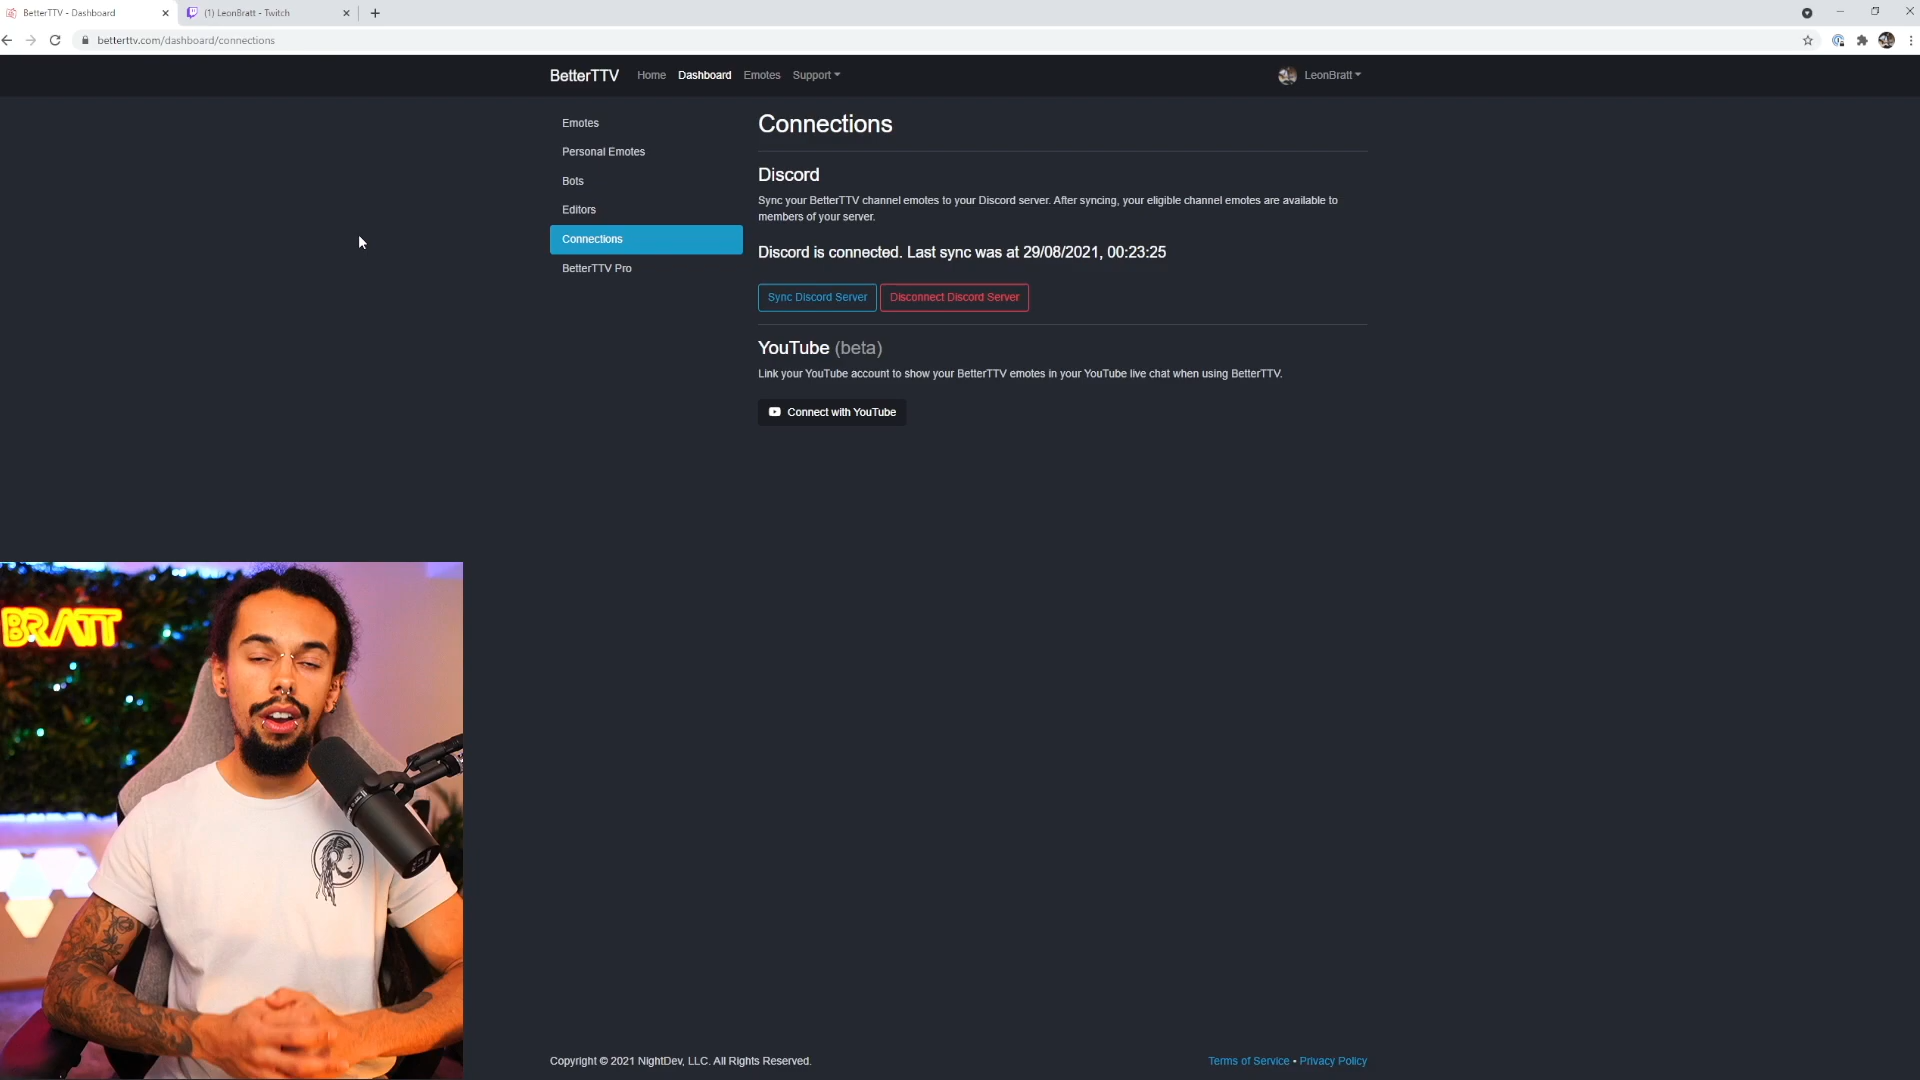 BetterTTV - Dashboard
(1) LeonBratt - Twitch
betterttv.com/dashboard/connections
BetterTTV
Home
Dashboard
Emotes
Support
LeonBratt
Emotes
Personal Emotes
Bots
Editors
Connections
BetterTTV Pro
Connections
Discord
Sync your BetterTTV channel emotes to your Discord server. After syncing, your eligible channel emotes are available to
members of your server.
Discord is connected. Last sync was at 29/08/2021, 00:23:25
Sync Discord Server
Disconnect Discord Server
YouTube (beta)
Link your YouTube account to show your BetterTTV emotes in your YouTube live chat when using BetterTTV.
Connect with YouTube
BRATT
Copyright © 2021 NightDev, LLC. All Rights Reserved.
Terms of Service • Privacy Policy